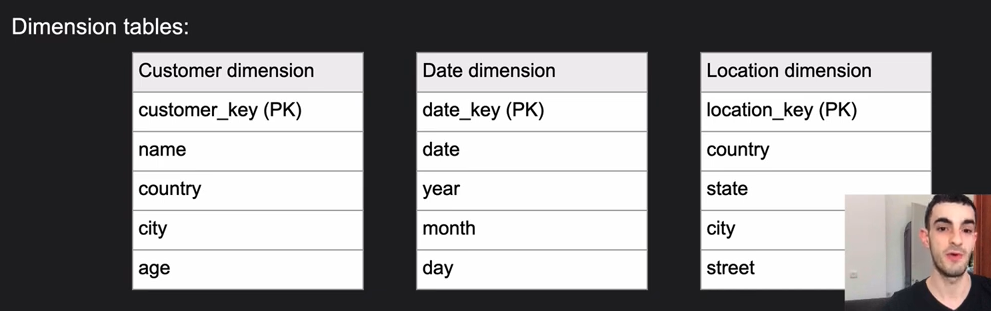 Dimension tables:
Customer dimension
customer_key (PK)
name
country
city
age
Date dimension
date_key (PK)
date
year
month
day
Location dimension
location_key (PK)
country
state
city
street